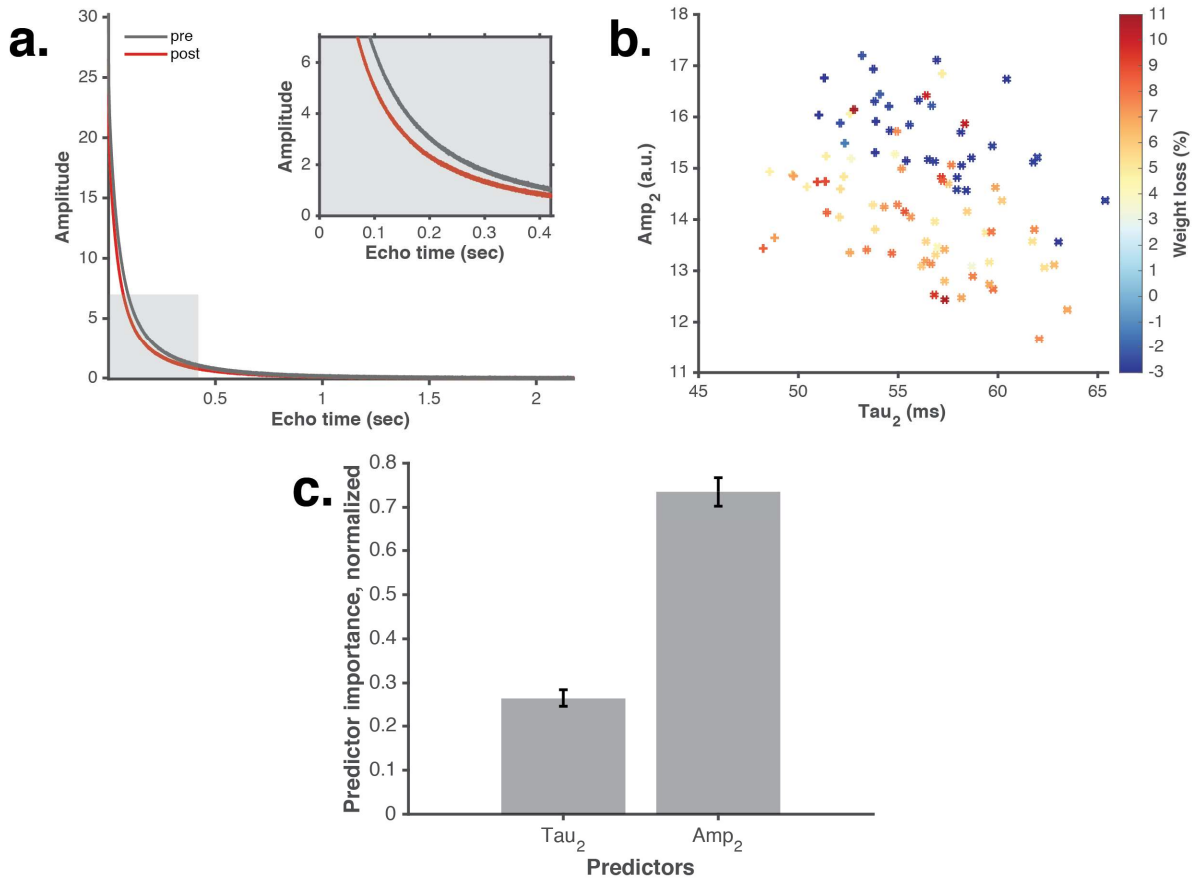 a.
30
25
20
15
10
5
0
Amplitude
pre
post
6
4
2
0
Amplitude
0 0.1 0.2 0.3 0.4
Echo time (sec)
0.5 1 1.5 2
Echo time (sec)
b.
18
17
16
15
14
13
12
11
Amp2 (a.u.)
45 50 55 60 65
Tau2 (ms)
11
10
9
8
7
6
5
4
3
2
1
0
-1
-2
-3
Weight loss (%)
c.
0.8
0.7
0.6
0.5
0.4
0.3
0.2
0.1
0
Predictor importance, normalized
Tau2 Amp2
Predictors